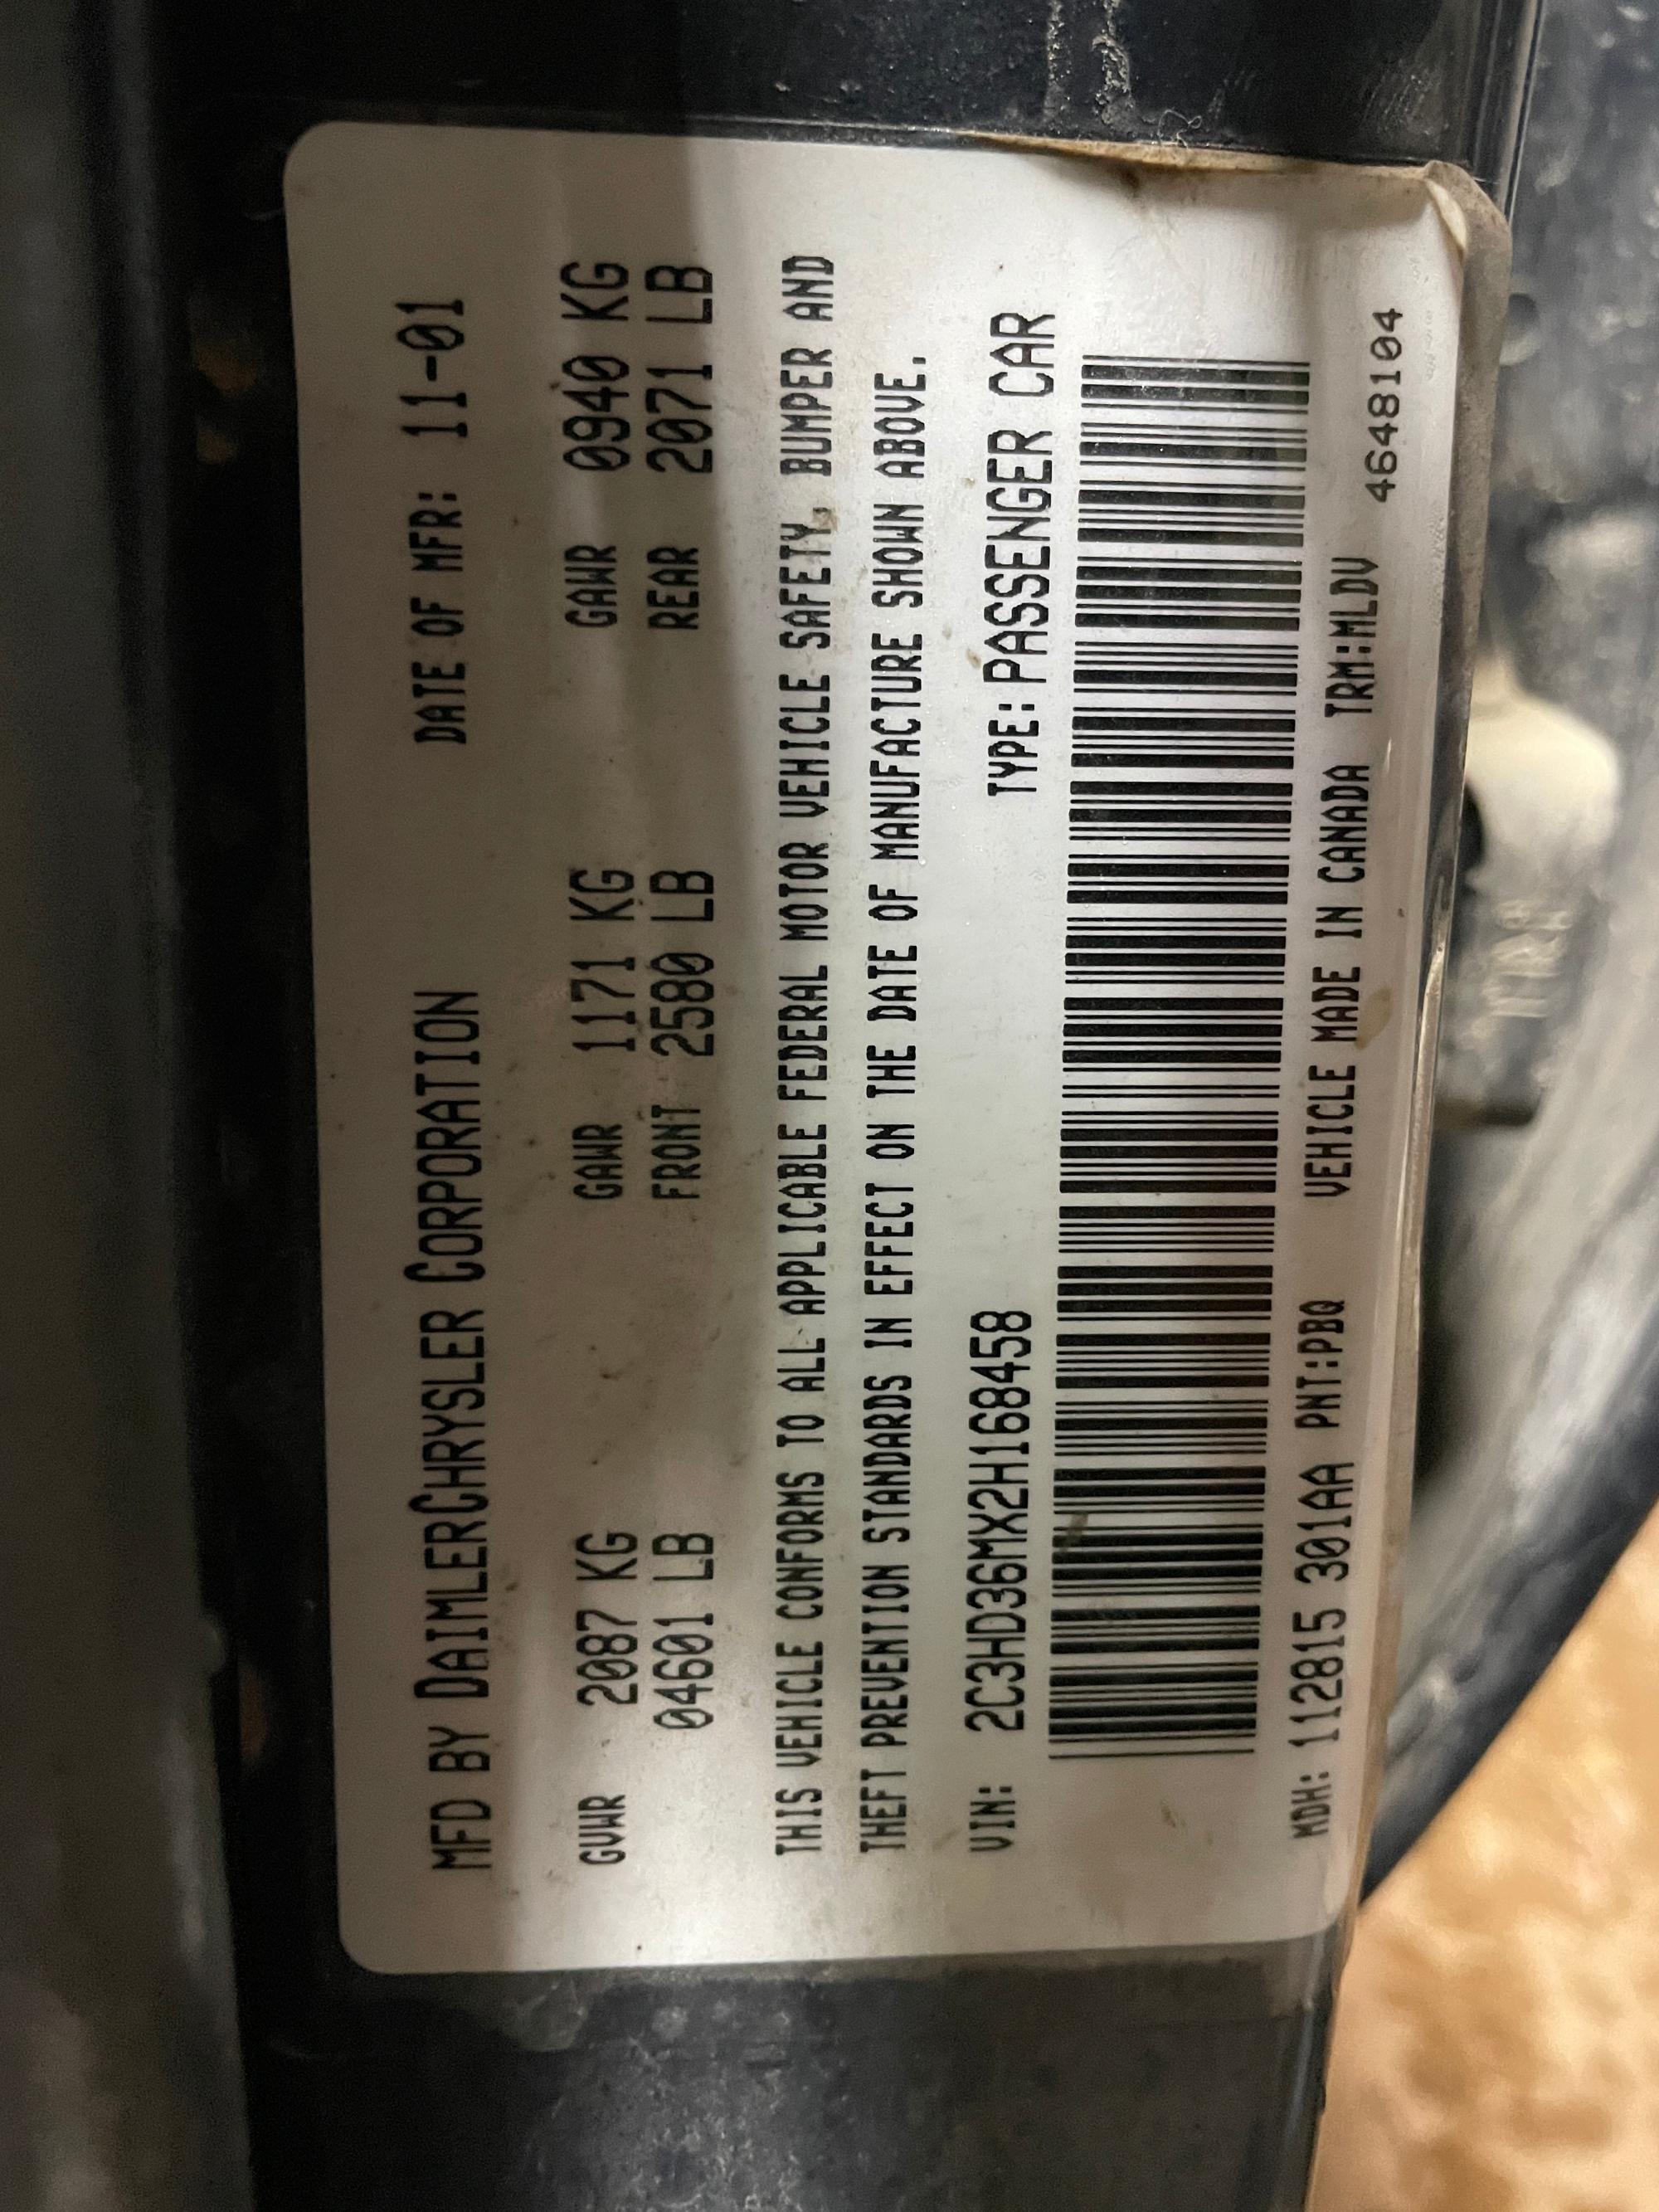 MFD BY DAIMLERCHRYSLER CORPORATION DATE OF MFR: 11-01
GVWR 2087 KG GAWR 1171 KG GAWR 0940 KG
04601 LB FRONT 2580 LB REAR 2071 LB
THIS VEHICLE CONFORMS TO ALL APPLICABLE FEDERAL MOTOR VEHICLE SAFETY, BUMPER AND
THEFT PREVENTION STANDARDS IN EFFECT ON THE DATE OF MANUFACTURE SHOWN ABOVE.
VIN: 2C3HD36MX2H168458 TYPE: PASSENGER CAR
MDH: 112815 301AA PNT:PBQ VEHICLE MADE IN CANADA TRM:MLDV
4648104